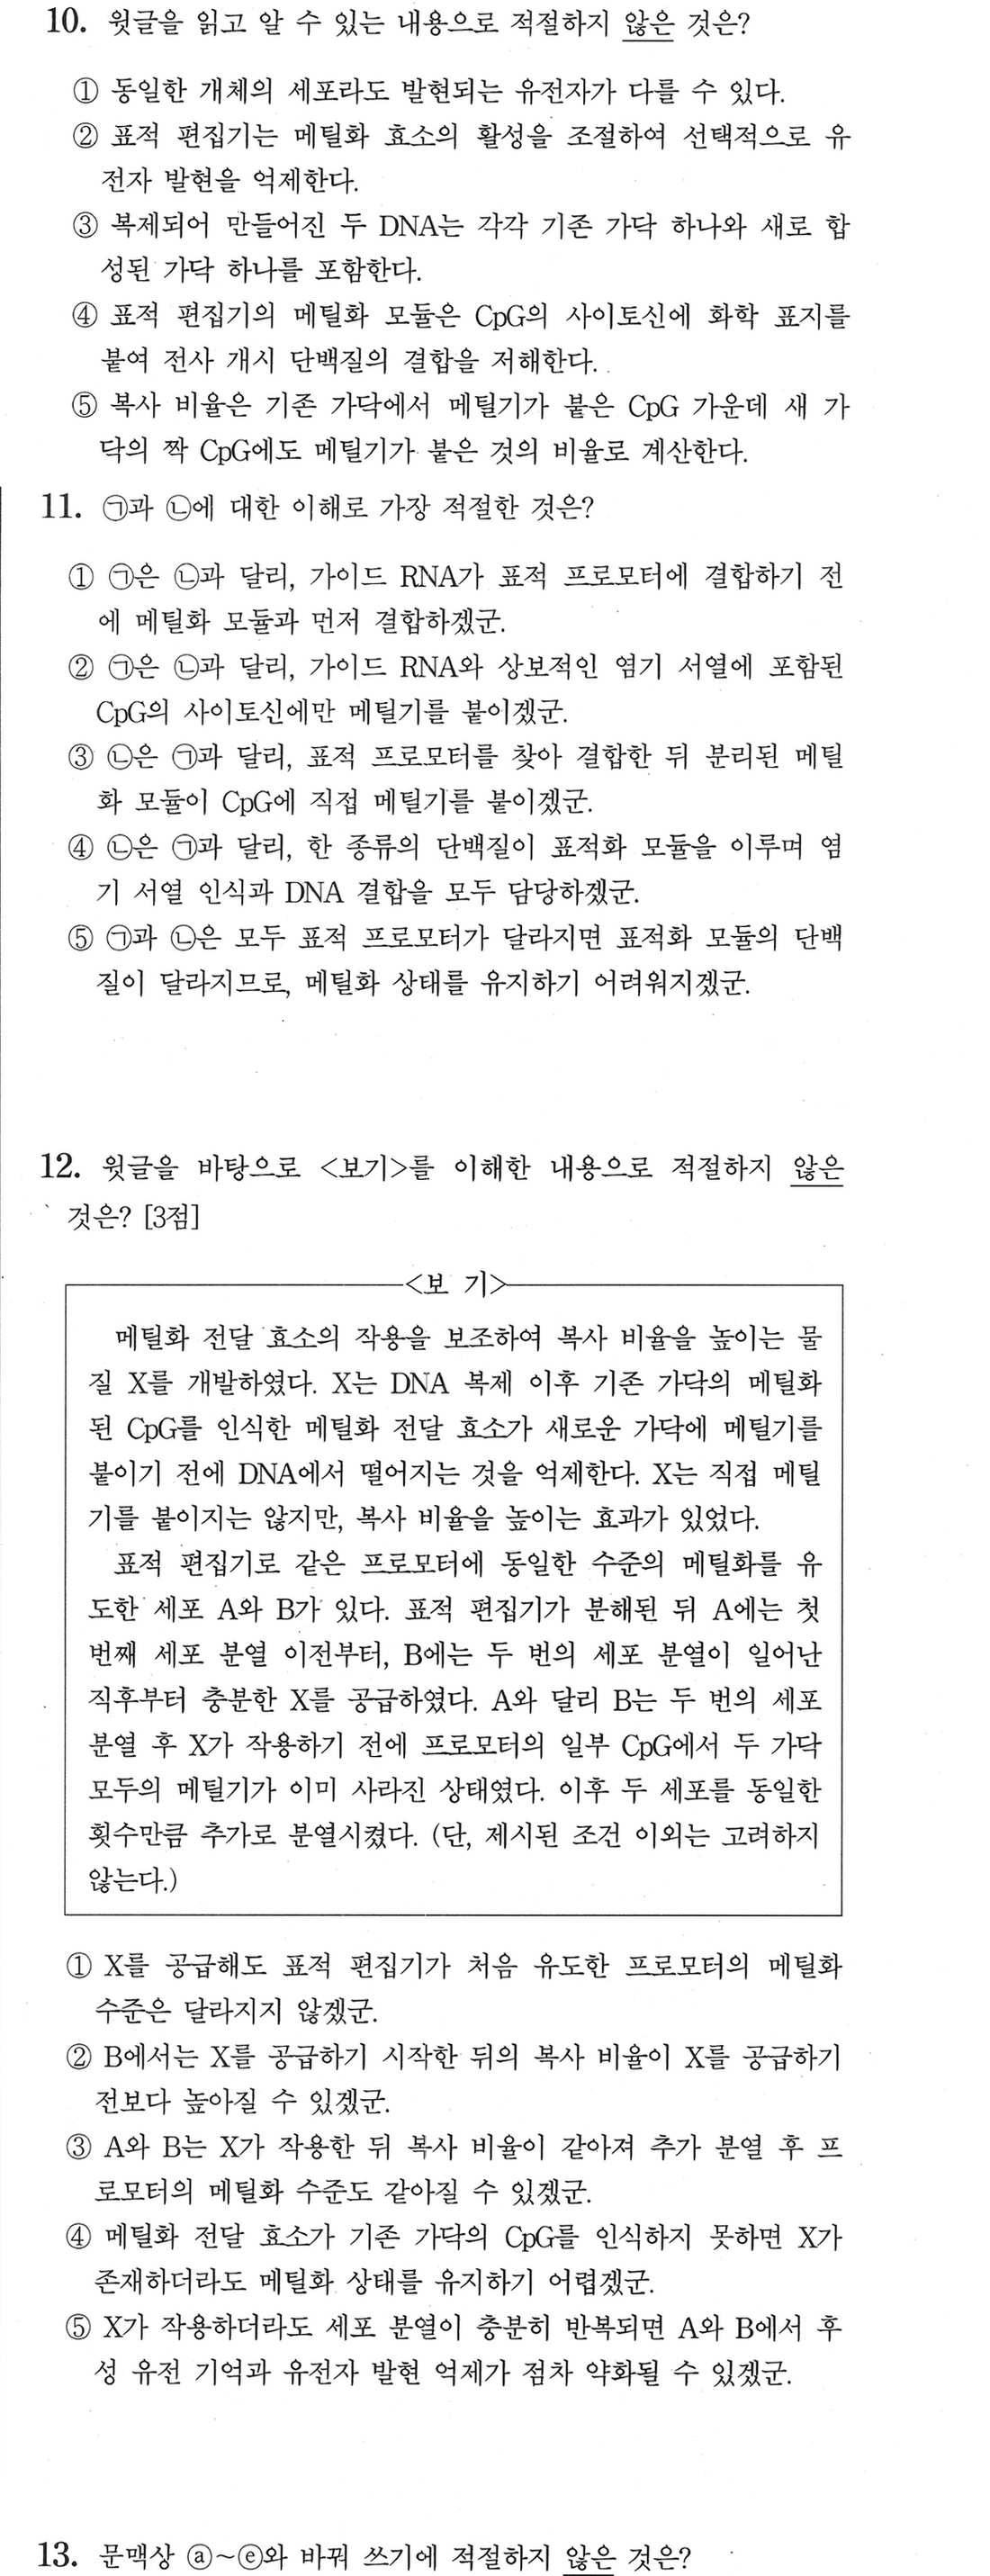 10. 윗글을 읽고 알 수 있는 내용으로 적절하지 않은 것은?
① 동일한 개체의 세포라도 발현되는 유전자가 다를 수 있다.
② 표적 편집기는 메틸화 효소의 활성을 조절하여 선택적으로 유
전자 발현을 억제한다.
③ 복제되어 만들어진 두 DNA는 각각 기존 가닥 하나와 새로 합
성된 가닥 하나를 포함한다.
④ 표적 편집기의 메틸화 모듈은 CpG의 사이토신에 화학 표지를
붙여 전사 개시 단백질의 결합을 저해한다.
⑤ 복사 비율은 기존 가닥에서 메틸기가 붙은 CpG 가운데 새 가
닥의 짝 CpG에도 메틸기가 붙은 것의 비율로 계산한다.
11. ㉠과 ㉡에 대한 이해로 가장 적절한 것은?
① ㉠은 ㉡과 달리, 가이드 RNA가 표적 프로모터에 결합하기 전
에 메틸화 모듈과 먼저 결합하겠군.
② ㉠은 ㉡과 달리, 가이드 RNA와 상보적인 염기 서열에 포함된
CpG의 사이토신에만 메틸기를 붙이겠군.
③ ㉡은 ㉠과 달리, 표적 프로모터를 찾아 결합한 뒤 분리된 메틸
화 모듈이 CpG에 직접 메틸기를 붙이겠군.
④ ㉡은 ㉠과 달리, 한 종류의 단백질이 표적화 모듈을 이루며 염
기 서열 인식과 DNA 결합을 모두 담당하겠군.
⑤ ㉠과 ㉡은 모두 표적 프로모터가 달라지면 표적화 모듈의 단백
질이 달라지므로, 메틸화 상태를 유지하기 어려워지겠군.
12. 윗글을 바탕으로 <보기>를 이해한 내용으로 적절하지 않은
것은? [3점]
<보 기>
메틸화 전달 효소의 작용을 보조하여 복사 비율을 높이는 물
질 X를 개발하였다. X는 DNA 복제 이후 기존 가닥의 메틸화
된 CpG를 인식한 메틸화 전달 효소가 새로운 가닥에 메틸기를
붙이기 전에 DNA에서 떨어지는 것을 억제한다. X는 직접 메틸
기를 붙이지는 않지만, 복사 비율을 높이는 효과가 있었다.
표적 편집기로 같은 프로모터에 동일한 수준의 메틸화를 유
도한 세포 A와 B가 있다. 표적 편집기가 분해된 뒤 A에는 첫
번째 세포 분열 이전부터, B에는 두 번의 세포 분열이 일어난
직후부터 충분한 X를 공급하였다. A와 달리 B는 두 번의 세포
분열 후 X가 작용하기 전에 프로모터의 일부 CpG에서 두 가닥
모두의 메틸기가 이미 사라진 상태였다. 이후 두 세포를 동일한
횟수만큼 추가로 분열시켰다. (단, 제시된 조건 이외는 고려하지
않는다.)
① X를 공급해도 표적 편집기가 처음 유도한 프로모터의 메틸화
수준은 달라지지 않겠군.
② B에서는 X를 공급하기 시작한 뒤의 복사 비율이 X를 공급하기
전보다 높아질 수 있겠군.
③ A와 B는 X가 작용한 뒤 복사 비율이 같아져 추가 분열 후 프
로모터의 메틸화 수준도 같아질 수 있겠군.
④ 메틸화 전달 효소가 기존 가닥의 CpG를 인식하지 못하면 X가
존재하더라도 메틸화 상태를 유지하기 어렵겠군.
⑤ X가 작용하더라도 세포 분열이 충분히 반복되면 A와 B에서 후
성 유전 기억과 유전자 발현 억제가 점차 약화될 수 있겠군.
13. 문맥상 ⓐ~ⓔ와 바꿔 쓰기에 적절하지 않은 것은?